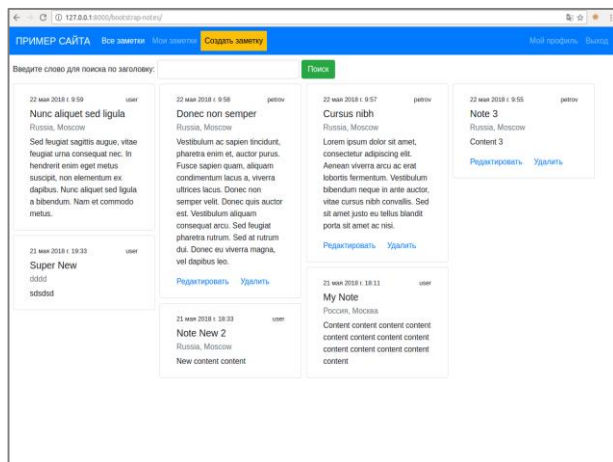 127.0.0.1:8000/bootstrap-notes/
ПРИМЕР САЙТА Все заметки Мои заметки Создать заметку Мой профиль Выход
Введите слово для поиска по заголовку: Поиск
22 мая 2018 г. 9:59 user
Nunc aliquet sed ligula
Russia, Moscow
Sed feugiat sagittis augue, vitae
feugiat urna consequat nec. In
hendrerit enim eget metus
suscipit, non elementum ex
dapibus. Nunc aliquet sed ligula
a bibendum. Nam et commodo
metus.
21 мая 2018 г. 19:33 user
Super New
dddd
sdsdsd
22 мая 2018 г. 9:58 petrov
Donec non semper
Russia, Moscow
Vestibulum ac sapien tincidunt,
pharetra enim et, auctor purus.
Fusce sapien quam, aliquam
condimentum lacus a, viverra
ultrices lacus. Donec non
semper velit. Donec quis auctor
est. Vestibulum aliquam
consequat arcu. Sed feugiat
pharetra rutrum. Sed at rutrum
dui. Donec eu viverra magna,
vel dapibus leo.
Редактировать Удалить
21 мая 2018 г. 18:33 user
Note New 2
Russia, Moscow
New content content
22 мая 2018 г. 9:57 petrov
Cursus nibh
Russia, Moscow
Lorem ipsum dolor sit amet,
consectetur adipiscing elit.
Aenean viverra arcu ac erat
lobortis fermentum. Vestibulum
bibendum neque in ante auctor,
vitae cursus nibh convallis. Sed
sit amet justo eu tellus blandit
porta sit amet ac nisi.
Редактировать Удалить
21 мая 2018 г. 18:11 user
My Note
Россия, Москва
Content content content content
content content content content
content content content content
content
22 мая 2018 г. 9:55 petrov
Note 3
Russia, Moscow
Content 3
Редактировать Удалить